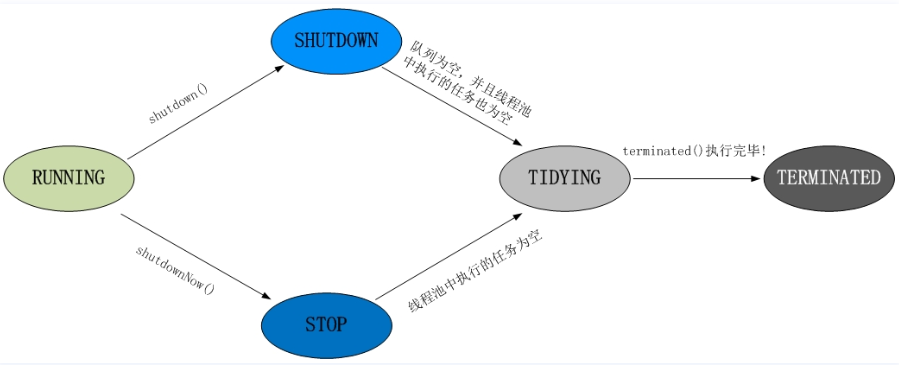 SHUTDOWN
队列为空，并且线程池
中执行的任务也为空
shutdown()
terminated()执行完毕!
RUNNING
TIDYING
TERMINATED
shutdownNow()
线程池中执行的任务为空
STOP